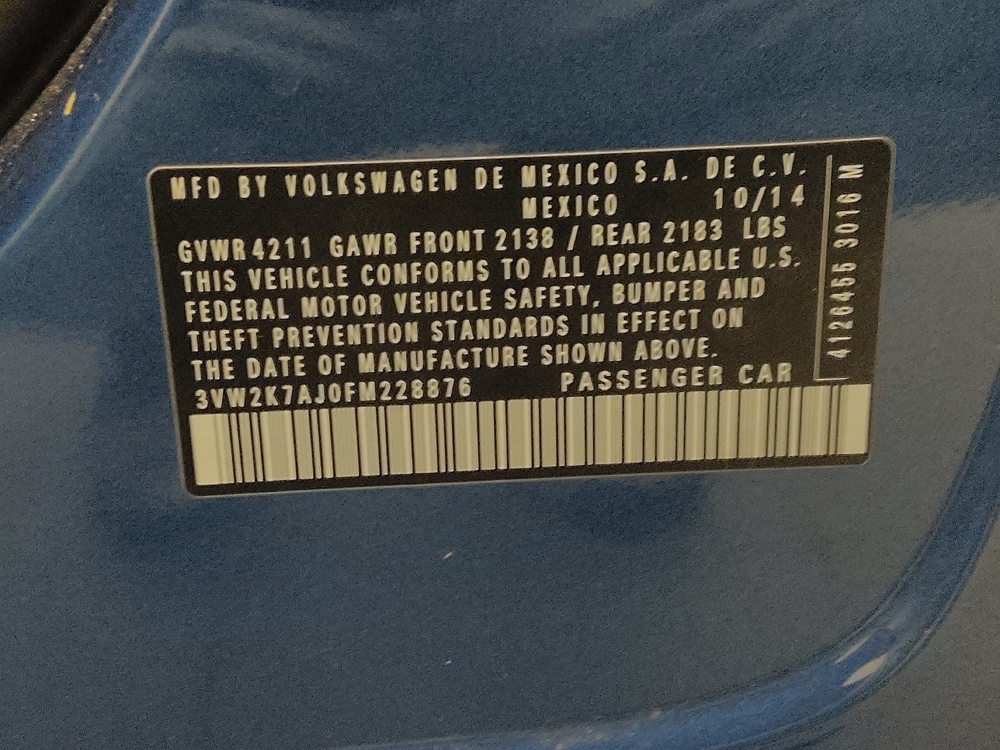 MFD BY VOLKSWAGEN DE MEXICO S.A. DE C.V.
MEXICO 10/14
GVWR 4211 GAWR FRONT 2138 / REAR 2183 LBS
THIS VEHICLE CONFORMS TO ALL APPLICABLE U.S.
FEDERAL MOTOR VEHICLE SAFETY, BUMPER AND
THEFT PREVENTION STANDARDS IN EFFECT ON
THE DATE OF MANUFACTURE SHOWN ABOVE.
3VW2K7AJ0FM228876 PASSENGER CAR
4126455 3016 M